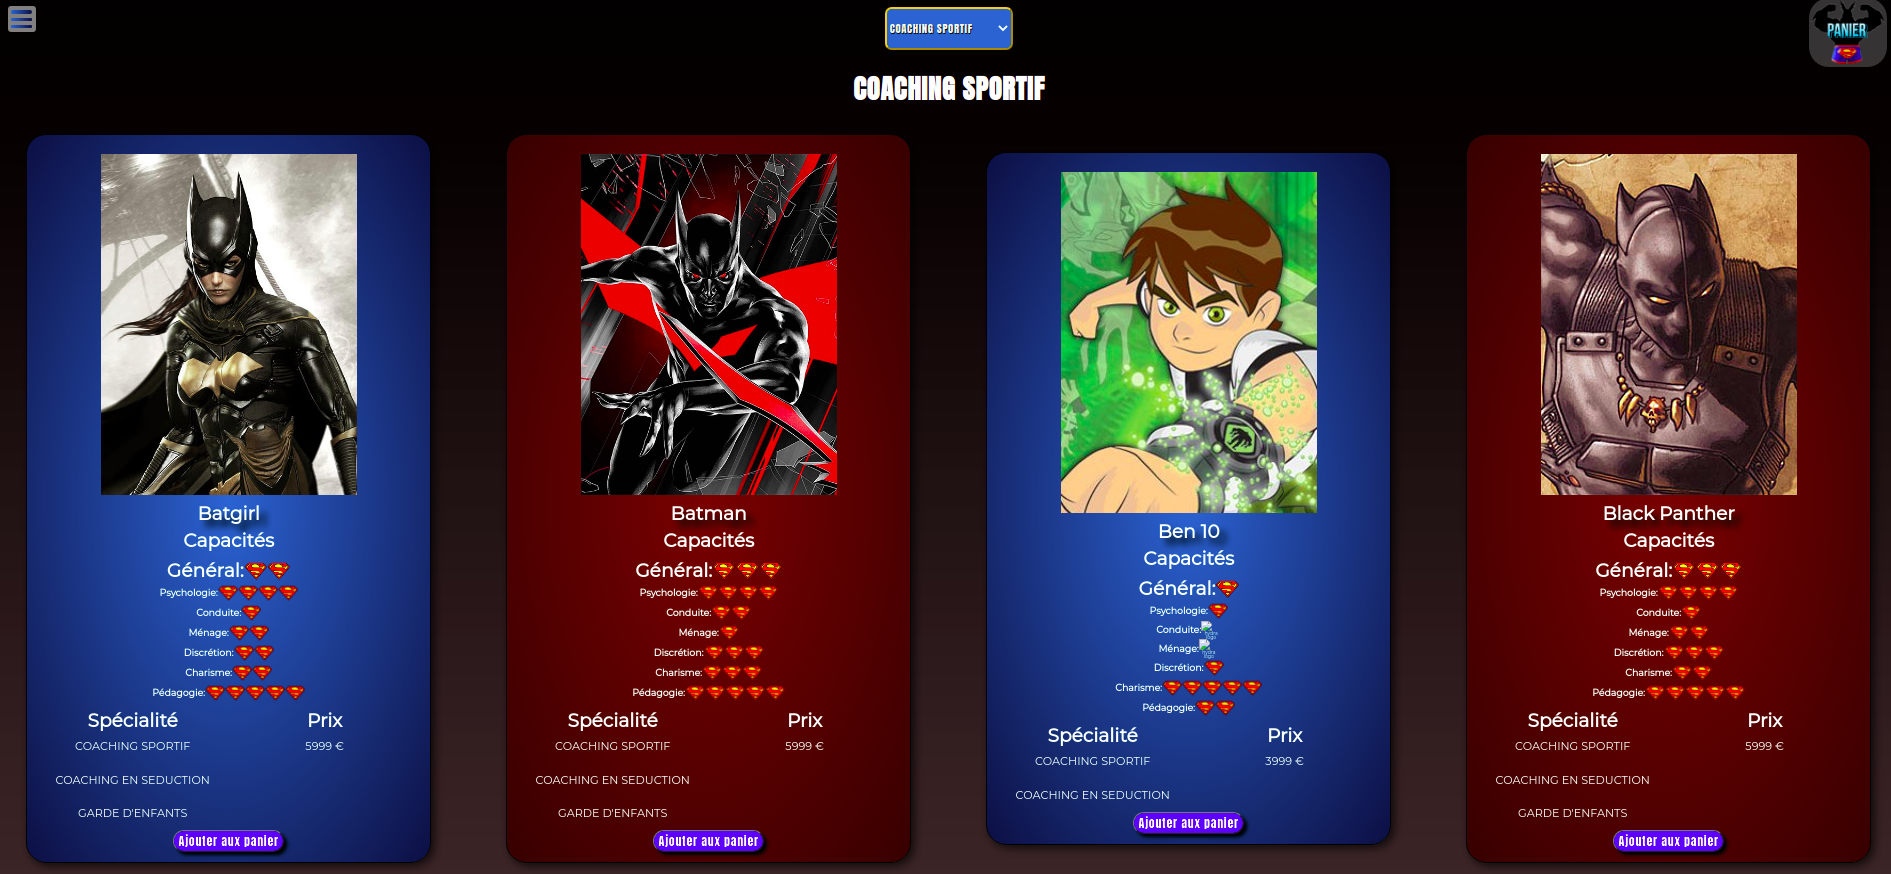 COACHING SPORTIF
PANIER
COACHING SPORTIF
Batgirl
Capacités
Général:
Psychologie:
Conduite:
Ménage:
Discrétion:
Charisme:
Pédagogie:
Spécialité Prix
COACHING SPORTIF 5999 €
COACHING EN SEDUCTION
GARDE D'ENFANTS
Ajouter aux panier
Batman
Capacités
Général:
Psychologie:
Conduite:
Ménage:
Discrétion:
Charisme:
Pédagogie:
Spécialité Prix
COACHING SPORTIF 5999 €
COACHING EN SEDUCTION
GARDE D'ENFANTS
Ajouter aux panier
Ben 10
Capacités
Général:
Psychologie:
Conduite: hydra logo
Ménage: hydra logo
Discrétion:
Charisme:
Pédagogie:
Spécialité Prix
COACHING SPORTIF 3999 €
COACHING EN SEDUCTION
Ajouter aux panier
Black Panther
Capacités
Général:
Psychologie:
Conduite:
Ménage:
Discrétion:
Charisme:
Pédagogie:
Spécialité Prix
COACHING SPORTIF 5999 €
COACHING EN SEDUCTION
GARDE D'ENFANTS
Ajouter aux panier